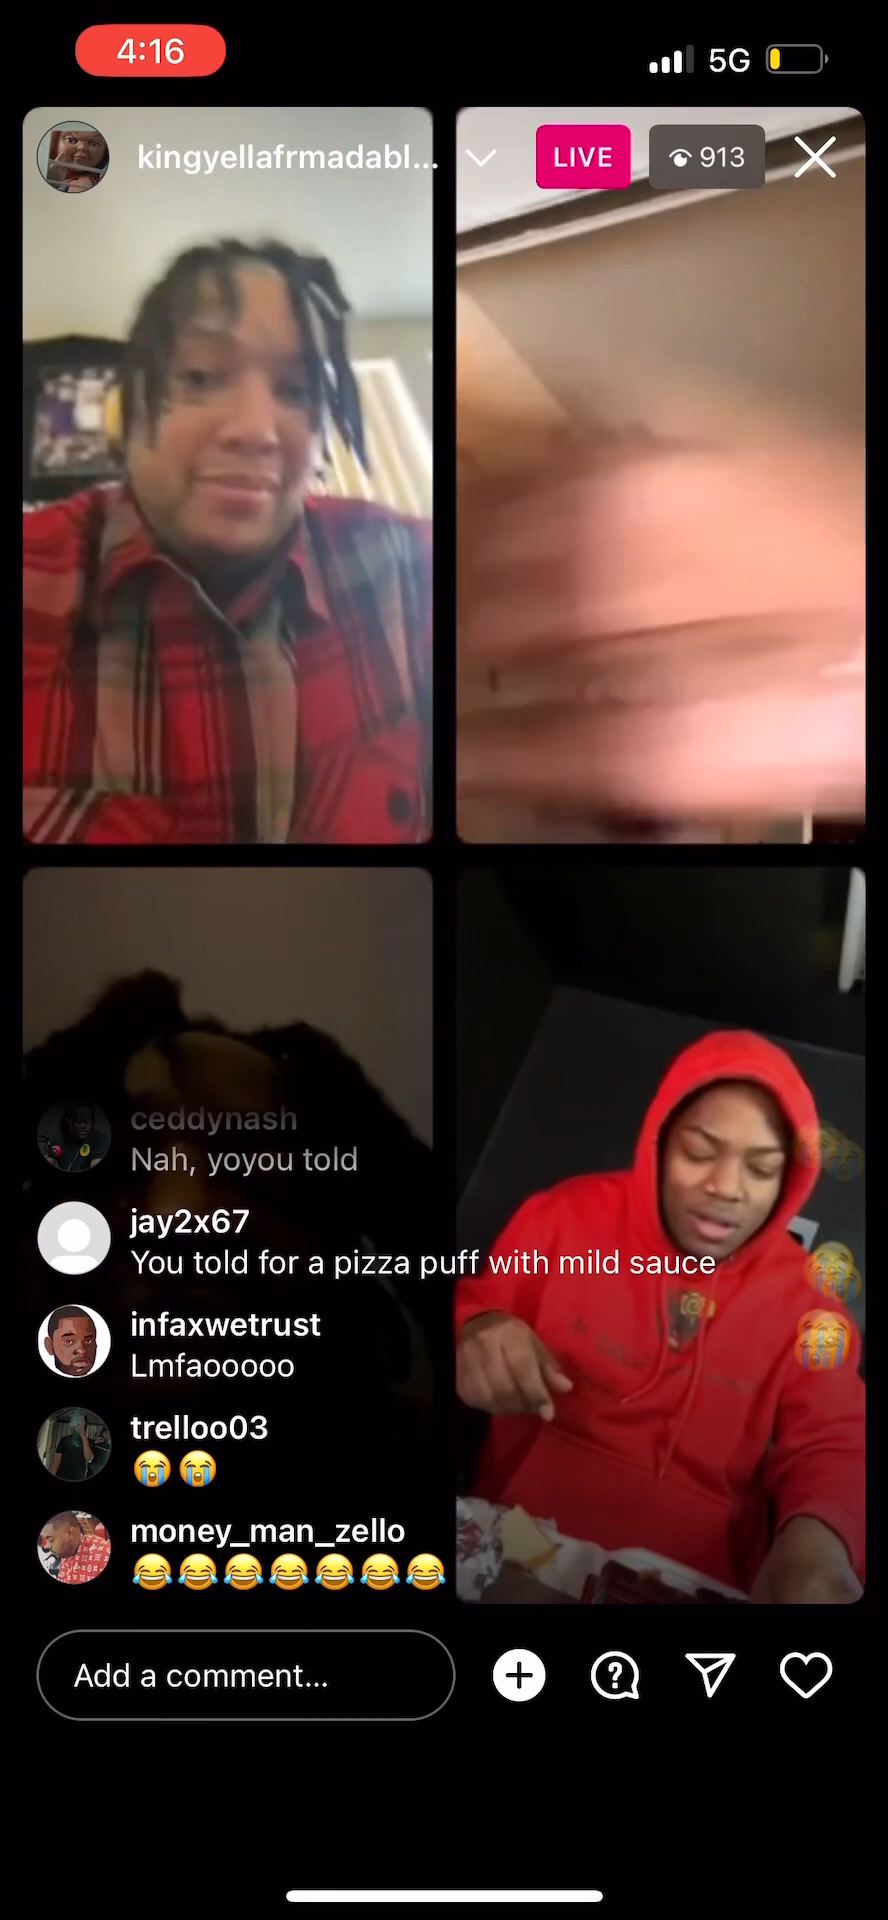 4:16
5G
kingyellafrmadabl...
LIVE
913
ceddynash
Nah, yoyou told
jay2x67
You told for a pizza puff with mild sauce
infaxwetrust
Lmfaooooo
trelloo03
😭😭
money_man_zello
😂😂😂😂😂😂😂
Add a comment...